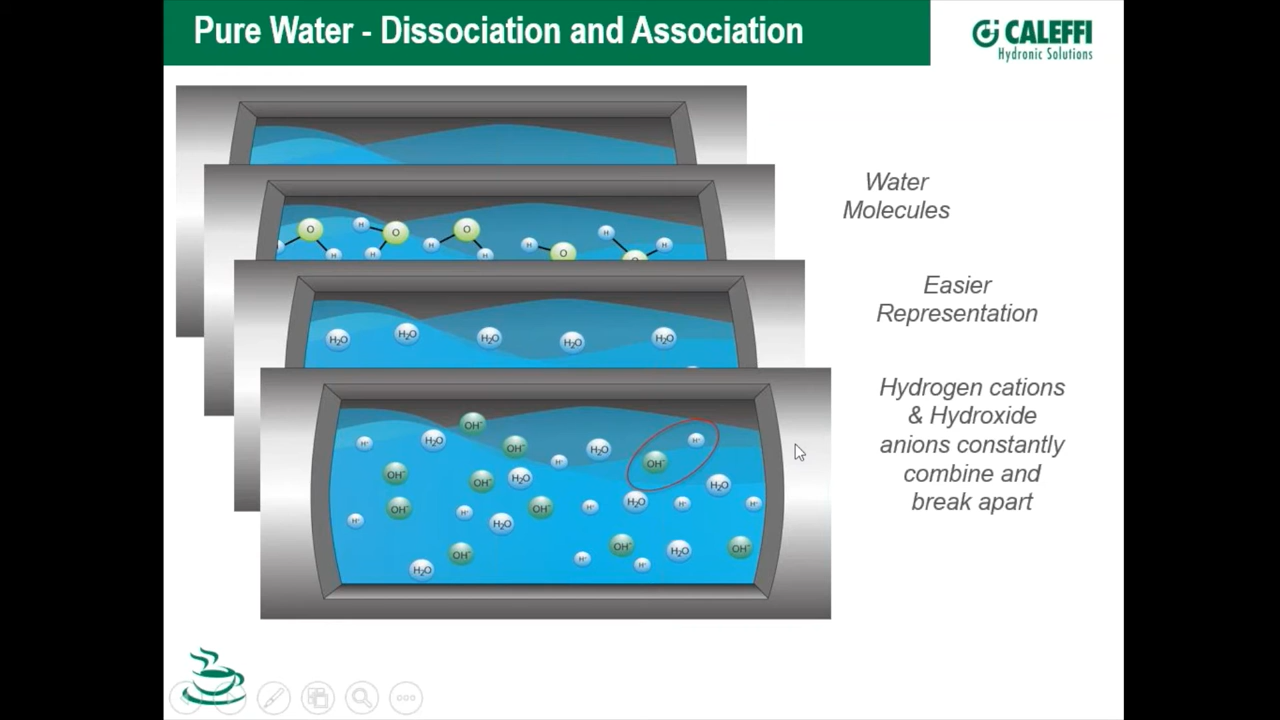 Pure Water - Dissociation and Association
CALEFFI
Hydronic Solutions
Water
Molecules
O H O O H
H H H H O H
H H O
Easier
Representation
H₂O H₂O H₂O H₂O H₂O
Hydrogen cations
& Hydroxide
anions constantly
combine and
break apart
OH⁻
H⁺ H₂O OH⁻ H₂O H⁺
OH⁻ OH⁻ H₂O H⁺ OH⁻
OH⁻ OH⁻ H⁺ H₂O H⁺ H₂O H⁺
H⁺ H⁺ H₂O
H₂O OH⁻ H⁺ OH⁻ H⁺ H₂O OH⁻